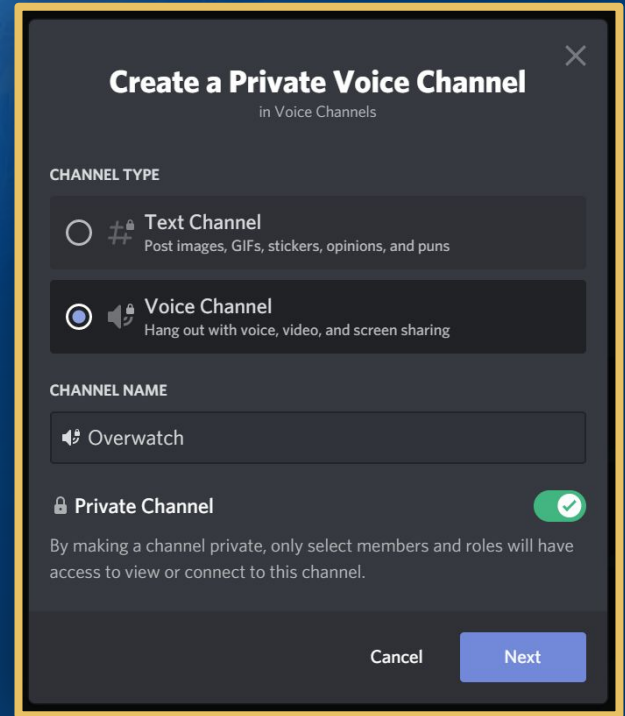 Create a Private Voice Channel
in Voice Channels
CHANNEL TYPE
Text Channel
Post images, GIFs, stickers, opinions, and puns
Voice Channel
Hang out with voice, video, and screen sharing
CHANNEL NAME
Overwatch
Private Channel
By making a channel private, only select members and roles will have
access to view or connect to this channel.
Cancel
Next